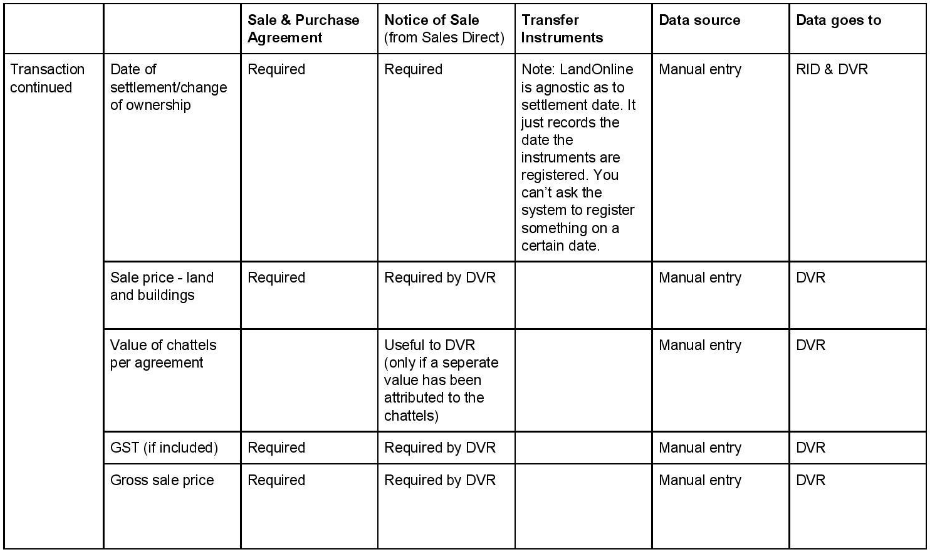 Sale & Purchase Agreement
Notice of Sale (from Sales Direct)
Transfer Instruments
Data source
Data goes to
Transaction continued
Date of settlement/change of ownership
Required
Required
Note: LandOnline is agnostic as to settlement date. It just records the date the instruments are registered. You can't ask the system to register something on a certain date.
Manual entry
RID & DVR
Sale price - land and buildings
Required
Required by DVR
Manual entry
DVR
Value of chattels per agreement
Useful to DVR (only if a seperate value has been attributed to the chattels)
Manual entry
DVR
GST (if included)
Required
Required by DVR
Manual entry
DVR
Gross sale price
Required
Required by DVR
Manual entry
DVR